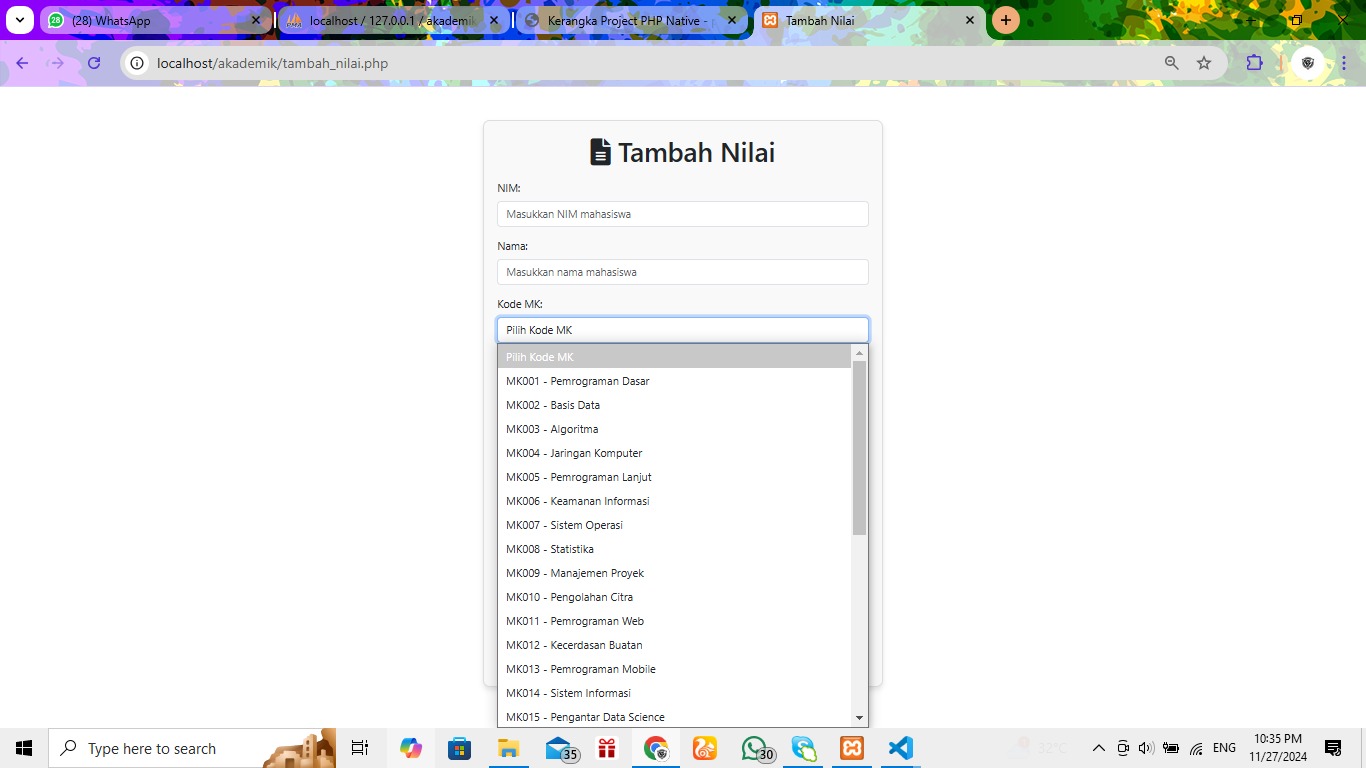 28
(28) WhatsApp
localhost / 127.0.0.1 / akademik
Kerangka Project PHP Native -
Tambah Nilai
localhost/akademik/tambah_nilai.php
Tambah Nilai
NIM:
Masukkan NIM mahasiswa
Nama:
Masukkan nama mahasiswa
Kode MK:
Pilih Kode MK
Pilih Kode MK
MK001 - Pemrograman Dasar
MK002 - Basis Data
MK003 - Algoritma
MK004 - Jaringan Komputer
MK005 - Pemrograman Lanjut
MK006 - Keamanan Informasi
MK007 - Sistem Operasi
MK008 - Statistika
MK009 - Manajemen Proyek
MK010 - Pengolahan Citra
MK011 - Pemrograman Web
MK012 - Kecerdasan Buatan
MK013 - Pemrograman Mobile
MK014 - Sistem Informasi
MK015 - Pengantar Data Science
Type here to search
35
30
32°C
ENG
10:35 PM
11/27/2024